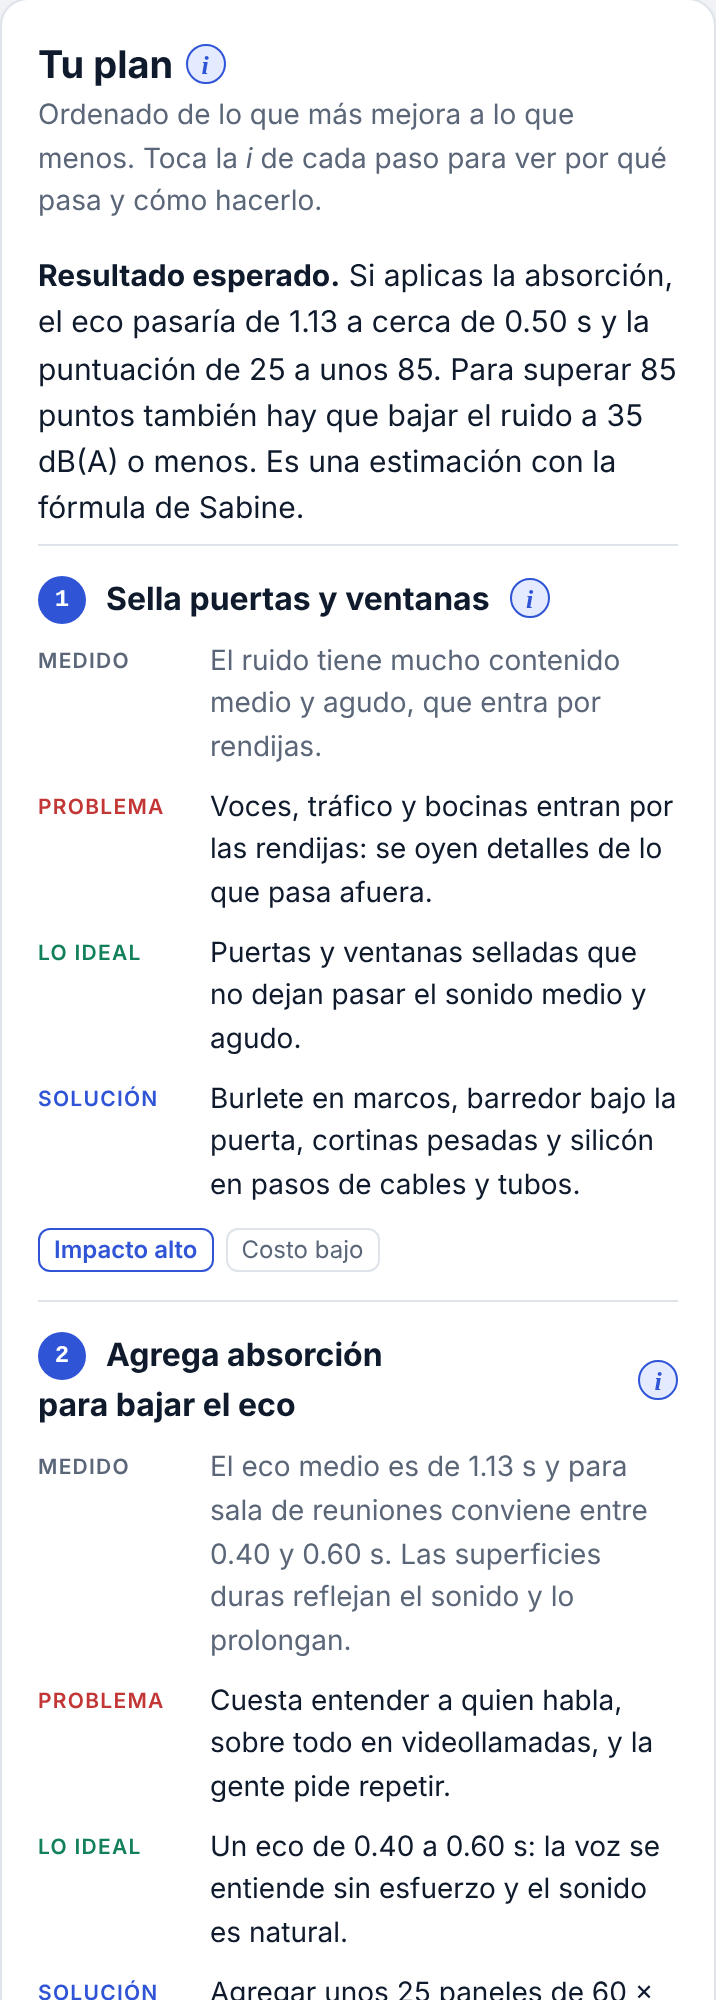 Tu plan i
Ordenado de lo que más mejora a lo que
menos. Toca la i de cada paso para ver por qué
pasa y cómo hacerlo.
Resultado esperado. Si aplicas la absorción,
el eco pasaría de 1.13 a cerca de 0.50 s y la
puntuación de 25 a unos 85. Para superar 85
puntos también hay que bajar el ruido a 35
dB(A) o menos. Es una estimación con la
fórmula de Sabine.
1 Sella puertas y ventanas i
MEDIDO El ruido tiene mucho contenido
medio y agudo, que entra por
rendijas.
PROBLEMA Voces, tráfico y bocinas entran por
las rendijas: se oyen detalles de lo
que pasa afuera.
LO IDEAL Puertas y ventanas selladas que
no dejan pasar el sonido medio y
agudo.
SOLUCIÓN Burlete en marcos, barredor bajo la
puerta, cortinas pesadas y silicón
en pasos de cables y tubos.
Impacto alto Costo bajo
2 Agrega absorción
para bajar el eco i
MEDIDO El eco medio es de 1.13 s y para
sala de reuniones conviene entre
0.40 y 0.60 s. Las superficies
duras reflejan el sonido y lo
prolongan.
PROBLEMA Cuesta entender a quien habla,
sobre todo en videollamadas, y la
gente pide repetir.
LO IDEAL Un eco de 0.40 a 0.60 s: la voz se
entiende sin esfuerzo y el sonido
es natural.
SOLUCIÓN Agregar unos 25 paneles de 60 ×